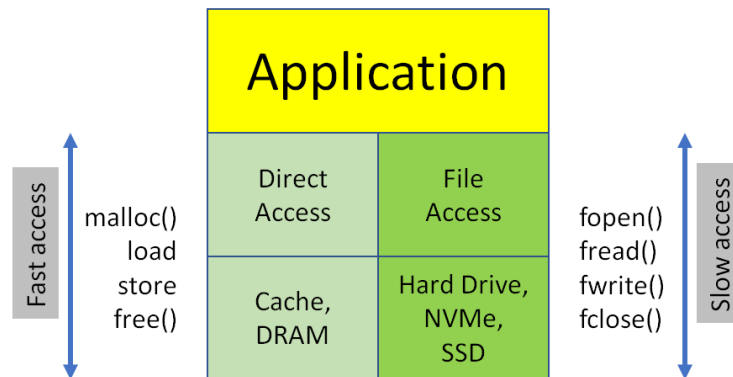 Application
Fast access
malloc()
load
store
free()
Direct
Access
File
Access
Cache,
DRAM
Hard Drive,
NVMe,
SSD
fopen()
fread()
fwrite()
fclose()
Slow access